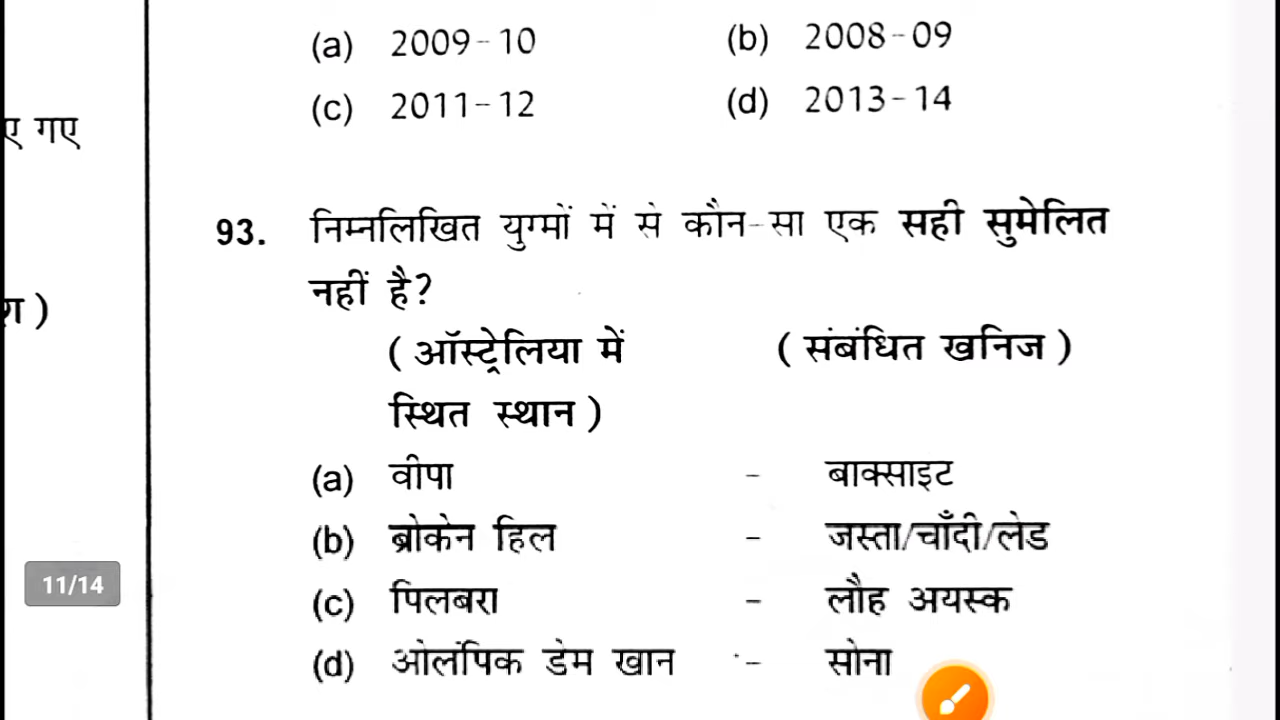 (a) 2009-10 (b) 2008-09
(c) 2011-12 (d) 2013-14
ए गए
93. निम्नलिखित युग्मों में से कौन-सा एक सही सुमेलित
नहीं है?
)
(ऑस्ट्रेलिया में (संबंधित खनिज)
स्थित स्थान)
(a) वीपा - बाक्साइट
(b) ब्रोकेन हिल - जस्ता/चाँदी/लेड
(c) पिलबरा - लौह अयस्क
11/14
(d) ओलंपिक डेम खान - सोना